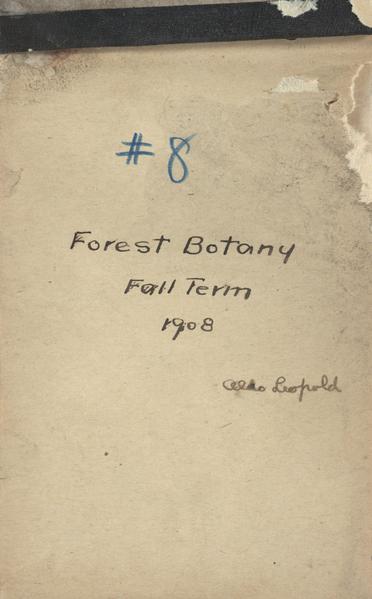 # 8
Forest Botany
Fall Term
1908
Aldo Leopold